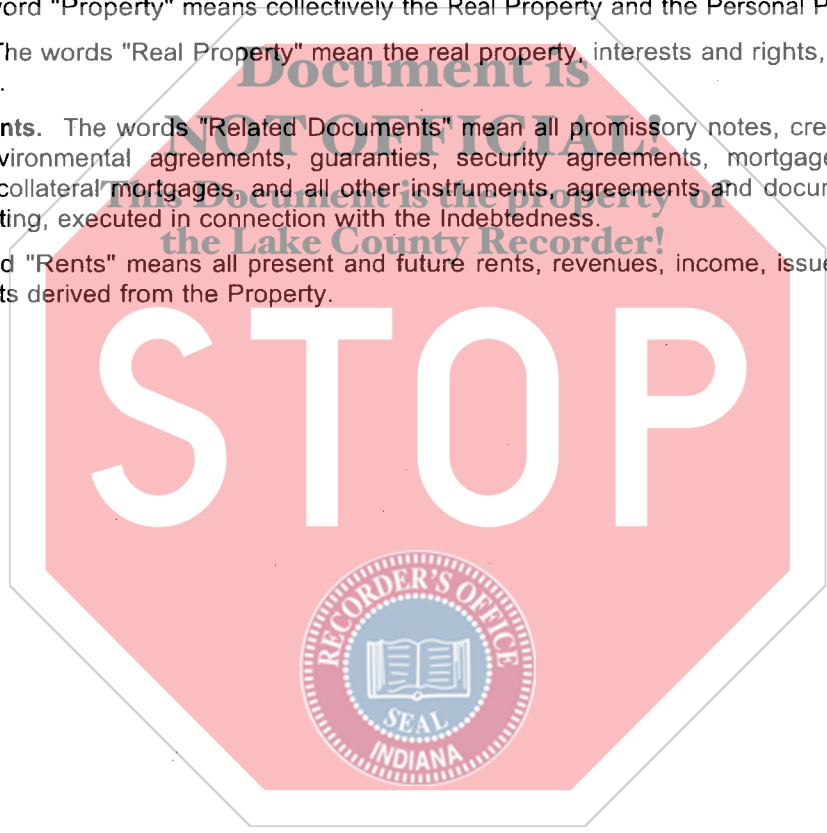 word "Property" means collectively the Real Property and the Personal P
The words "Real Property" mean the real property, interests and rights,
.
nts. The words "Related Documents" mean all promissory notes, cre
vironmental agreements, guaranties, security agreements, mortgage
collateral mortgages, and all other instruments, agreements and docum
ting, executed in connection with the Indebtedness.
d "Rents" means all present and future rents, revenues, income, issue
ts derived from the Property.
Document is
NOT OFFICIAL!
This Document is the property of
the Lake County Recorder!
STOP
RECORDER'S OFFICE
SEAL
INDIANA